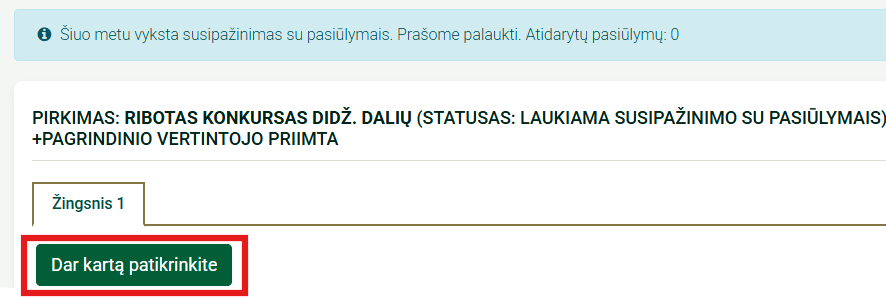 Šiuo metu vyksta susipažinimas su pasiūlymais. Prašome palaukti. Atidarytų pasiūlymų: 0
PIRKIMAS: RIBOTAS KONKURSAS DIDŽ. DALIŲ (STATUSAS: LAUKIAMA SUSIPAŽINIMO SU PASIŪLYMAIS)
+PAGRINDINIO VERTINTOJO PRIIMTA
Žingsnis 1
Dar kartą patikrinkite